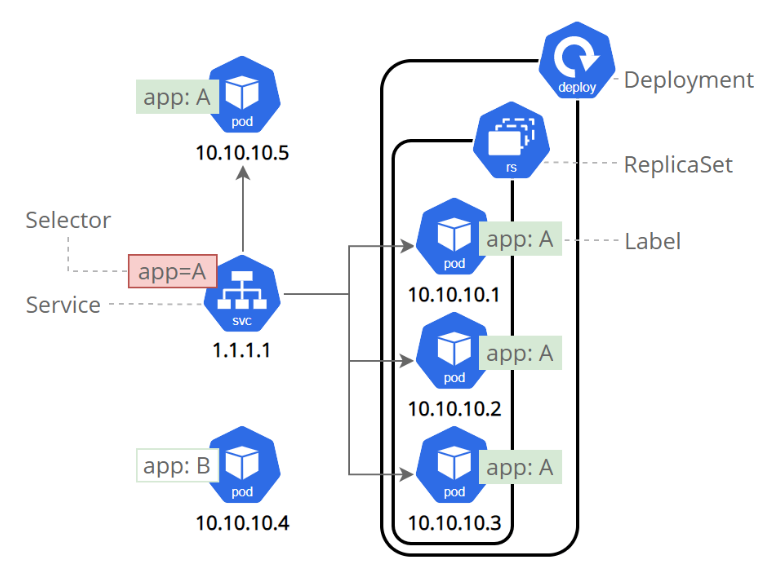 deploy
Deployment
app: A
pod
10.10.10.5
rs
ReplicaSet
Selector
app: A
Label
pod
10.10.10.1
app=A
Service
svc
1.1.1.1
app: A
pod
10.10.10.2
app: B
pod
10.10.10.4
app: A
pod
10.10.10.3